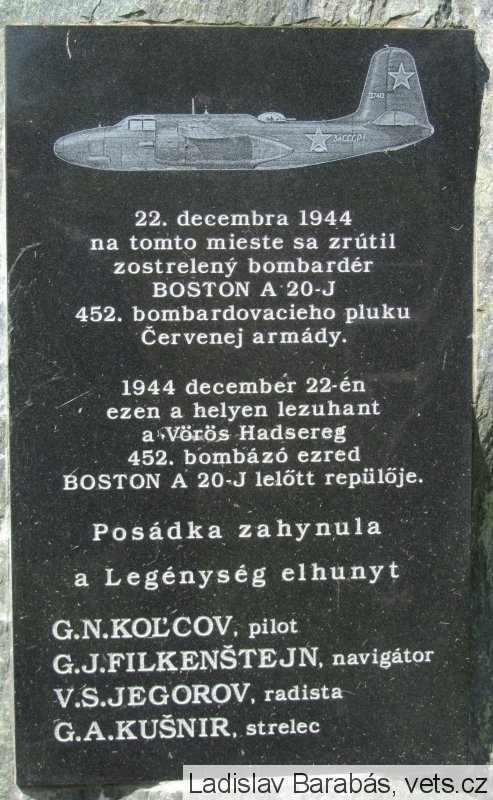 3740
22. decembra 1944
na tomto mieste sa zrútil
zostrelený bombardér
BOSTON A 20-J
452. bombardovacieho pluku
Červenej armády.
1944 december 22-én
ezen a helyen lezuhant
a Vörös Hadsereg
452. bombázó ezred
BOSTON A 20-J lelőtt repülője.
Posádka zahynula
a Legénység elhunyt
G.N.KOĽCOV, pilot
G.J.FILKENŠTEJN, navigátor
V.S.JEGOROV, radista
G.A.KUŠNIR, strelec
Ladislav Barabás, vets.cz